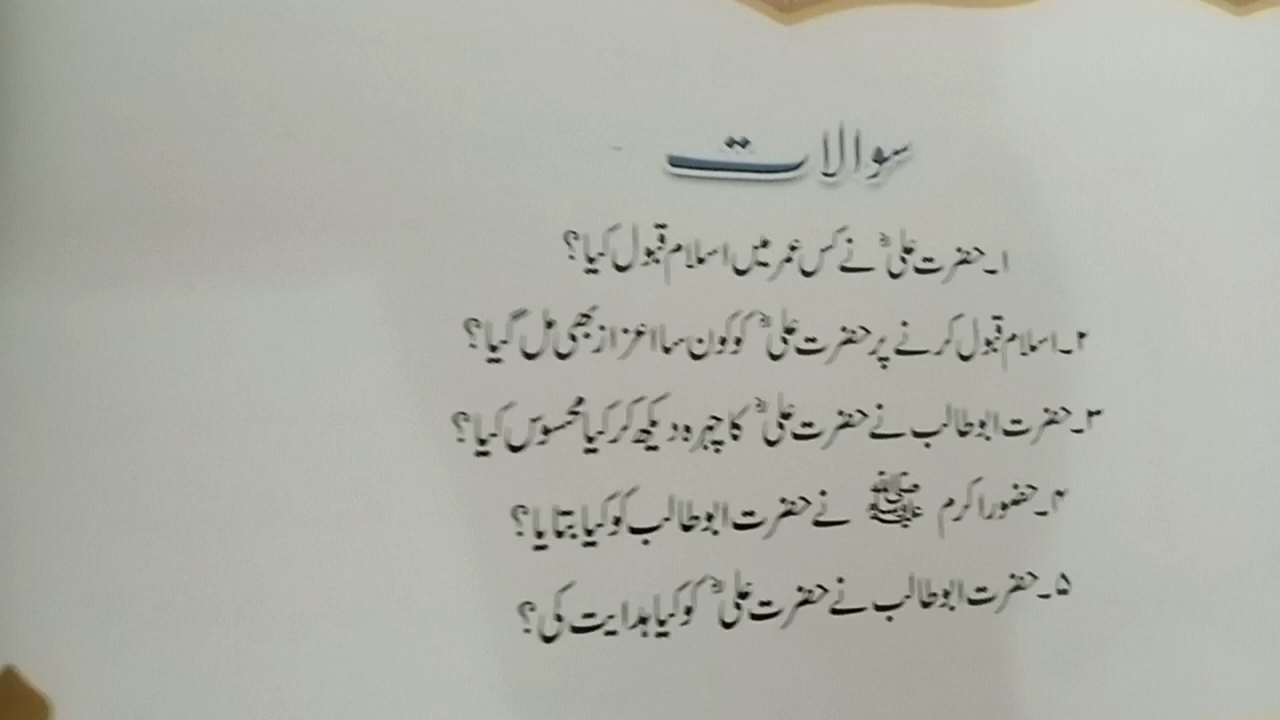 سوالات
۱۔ حضرت علیؓ نے کس عمر میں اسلام قبول کیا؟
۲۔ اسلام قبول کرنے پر حضرت علیؓ کو کون سا اعزاز بھی مل گیا؟
۳۔ حضرت ابوطالب نے حضرت علیؓ کا چہرہ دیکھ کر کیا محسوس کیا؟
۴۔ حضور اکرم ﷺ نے حضرت ابوطالب کو کیا بتایا؟
۵۔ حضرت ابوطالب نے حضرت علیؓ کو کیا ہدایت کی؟